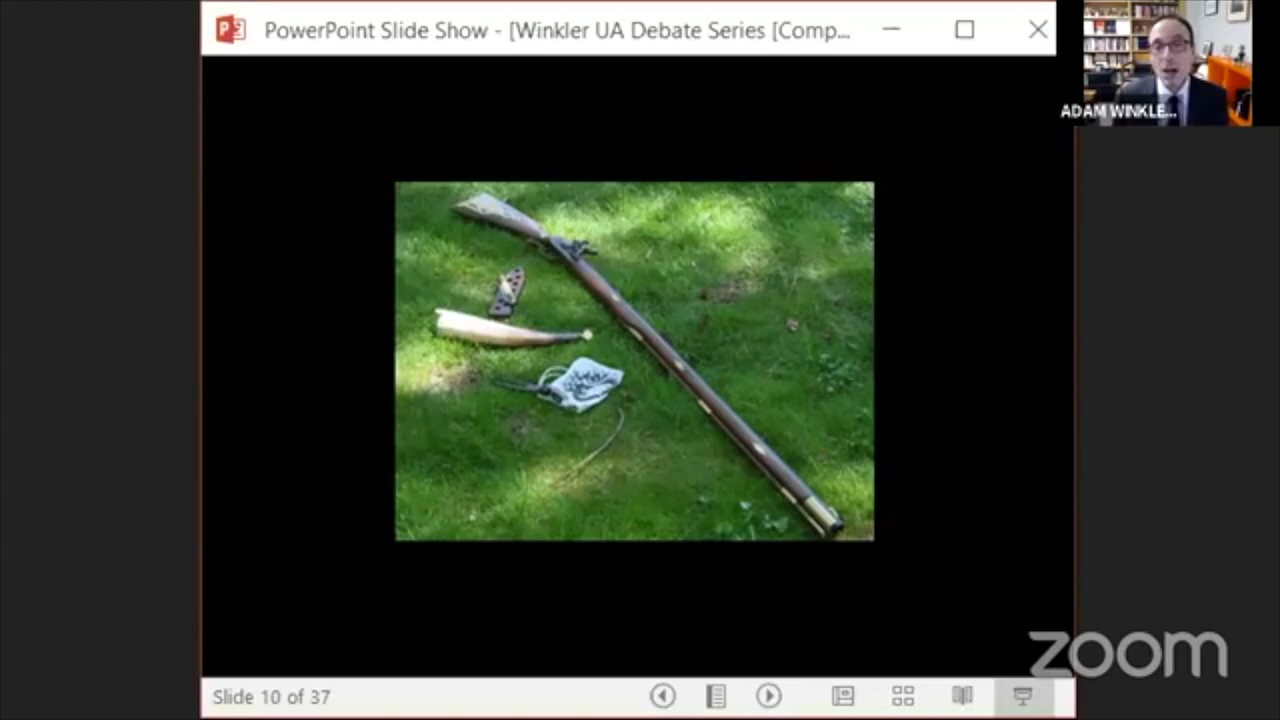 PowerPoint Slide Show - [Winkler UA Debate Series [Comp...
ADAM WINKLE...
zoom
Slide 10 of 37